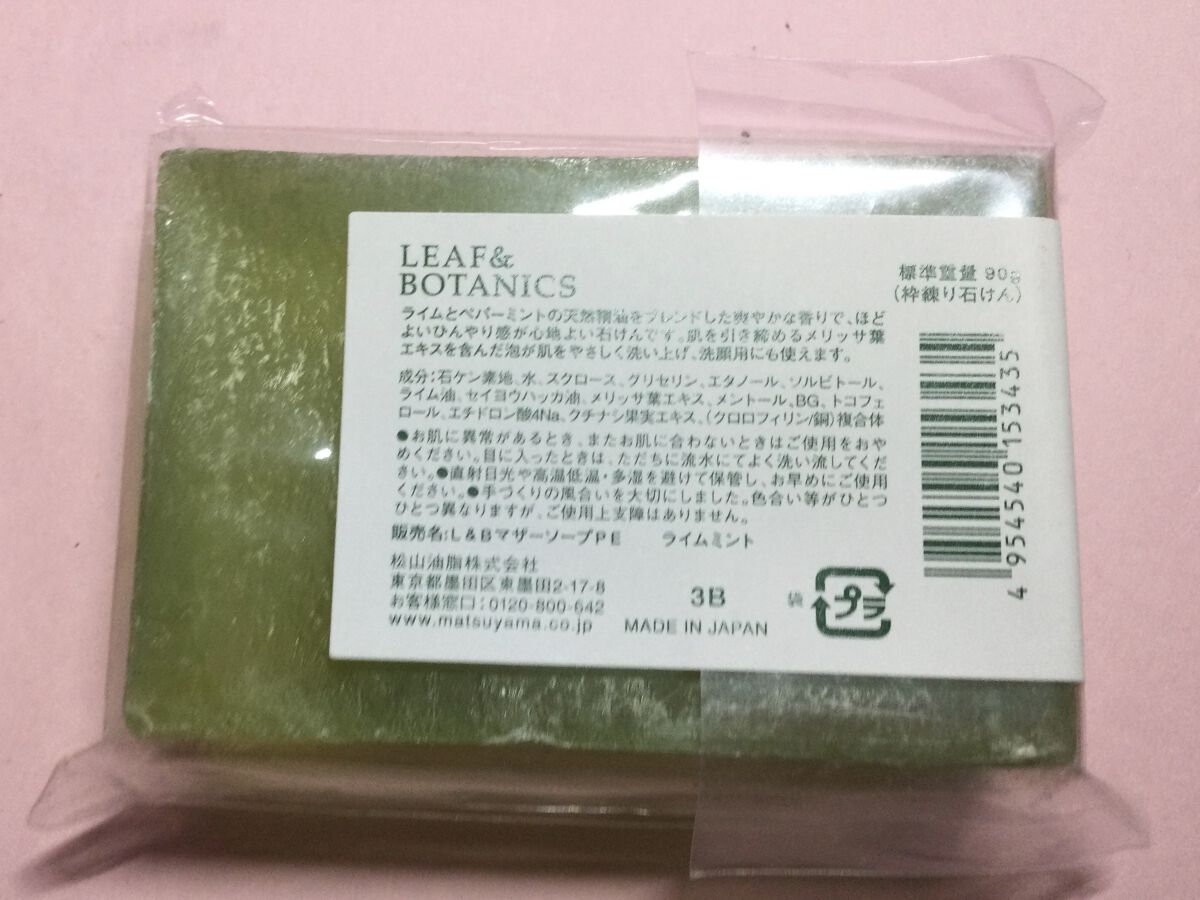 LEAF&
BOTANICS
標準重量 90g
(枠練り石けん)
ライムとペパーミントの天然精油をブレンドした爽やかな香りで、ほど
よいひんやり感が心地よい石けんです。肌を引き締めるメリッサ葉
エキスを含んだ泡が肌をやさしく洗い上げ、洗顔用にも使えます。
成分:石ケン素地、水、スクロース、グリセリン、エタノール、ソルビトール、
ライム油、セイヨウハッカ油、メリッサ葉エキス、メントール、BG、トコフェ
ロール、エチドロン酸4Na、クチナシ果実エキス、(クロロフィリン/銅)複合体
●お肌に異常があるとき、またお肌に合わないときはご使用をおや
めください。目に入ったときは、ただちに流水にてよく洗い流してくだ
さい。●直射日光や高温低温・多湿を避けて保管し、お早めにご使用
ください。●手づくりの風合いを大切にしました。色合い等がひとつ
ひとつ異なりますが、ご使用上支障はありません。
販売名:L&BマザーソープPE ライムミント
松山油脂株式会社
東京都墨田区東墨田2-17-8
お客様窓口:0120-800-642
www.matsuyama.co.jp
3B
MADE IN JAPAN
袋
プラ
4 954540 153435